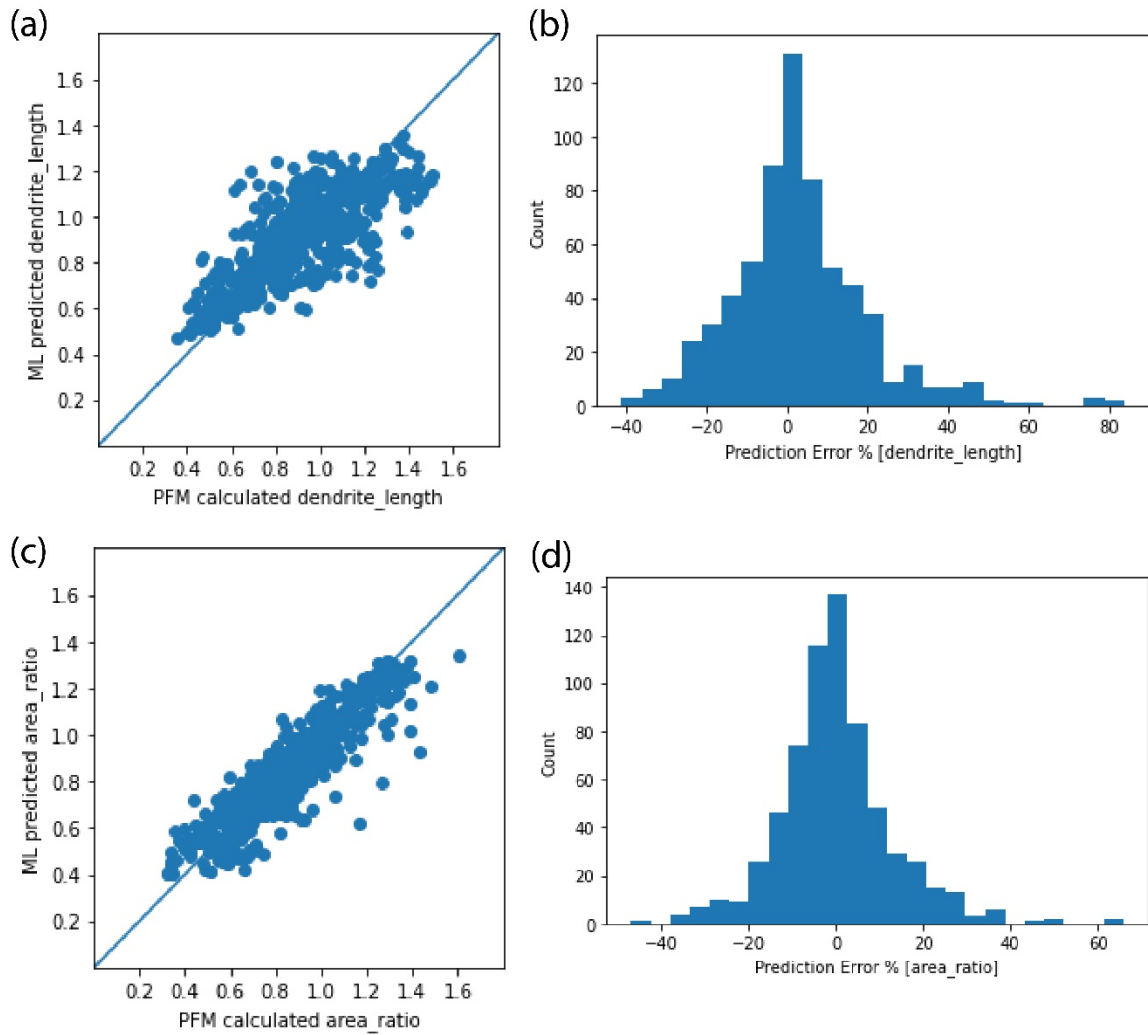 (a)
ML predicted dendrite_length
1.6
1.4
1.2
1.0
0.8
0.6
0.4
0.2
0.2 0.4 0.6 0.8 1.0 1.2 1.4 1.6
PFM calculated dendrite_length
(b)
Count
120
100
80
60
40
20
0
−40 −20 0 20 40 60 80
Prediction Error % [dendrite_length]
(c)
ML predicted area_ratio
1.6
1.4
1.2
1.0
0.8
0.6
0.4
0.2
0.2 0.4 0.6 0.8 1.0 1.2 1.4 1.6
PFM calculated area_ratio
(d)
Count
140
120
100
80
60
40
20
0
−40 −20 0 20 40 60
Prediction Error % [area_ratio]